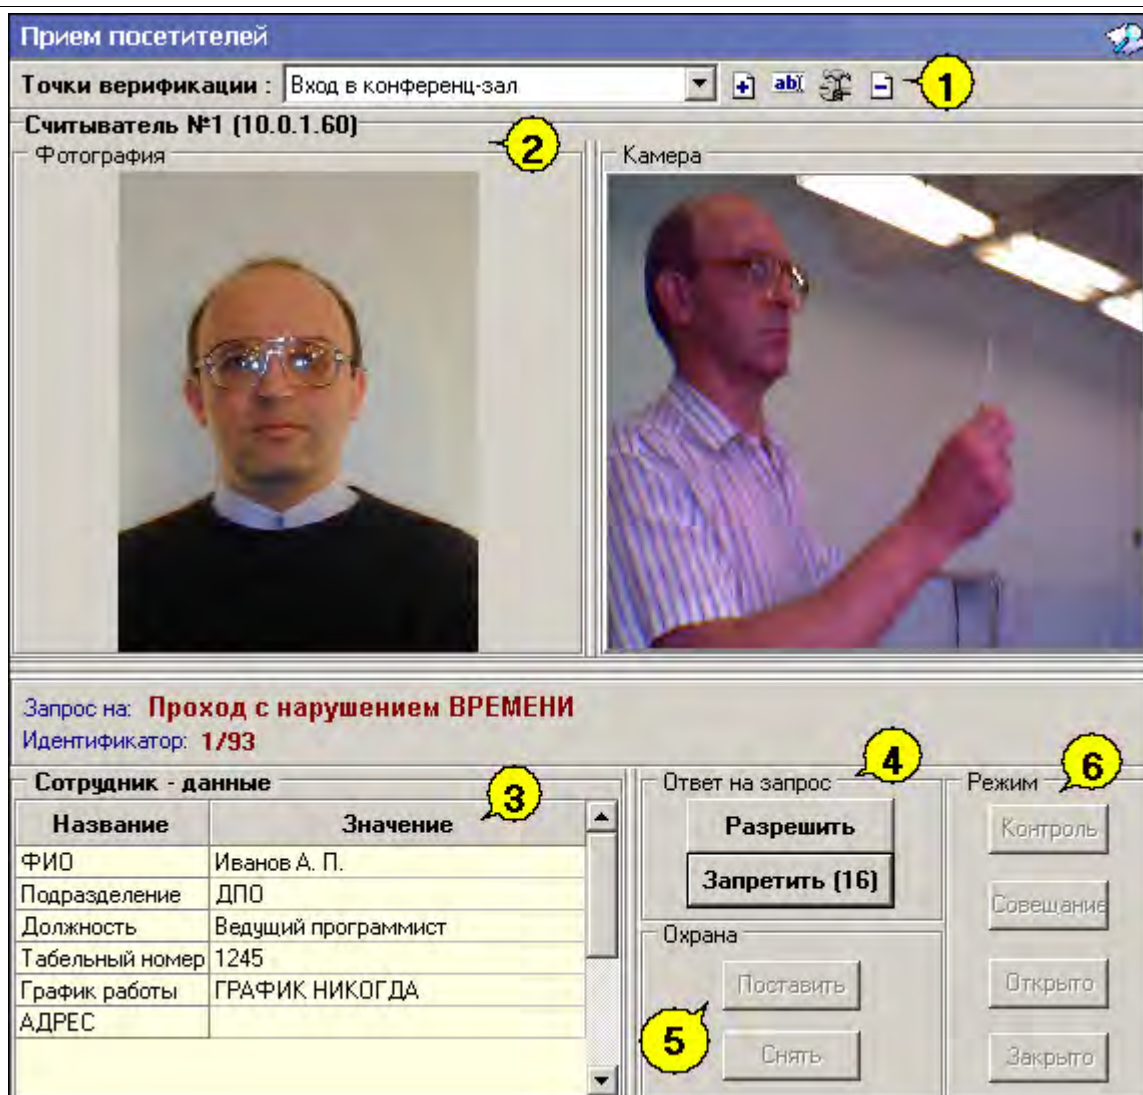 Прием посетителей
Точки верификации : Вход в конференц-зал abI 1
Считыватель №1 (10.0.1.60) 2
Фотография Камера
Запрос на: Проход с нарушением ВРЕМЕНИ
Идентификатор: 1/93
Сотрудник - данные 3
Название Значение
ФИО Иванов А. П.
Подразделение ДПО
Должность Ведущий программист
Табельный номер 1245
График работы ГРАФИК НИКОГДА
АДРЕС
Ответ на запрос 4
Разрешить
Запретить (16)
Охрана
Поставить
5
Снять
Режим 6
Контроль
Совещание
Открыто
Закрыто